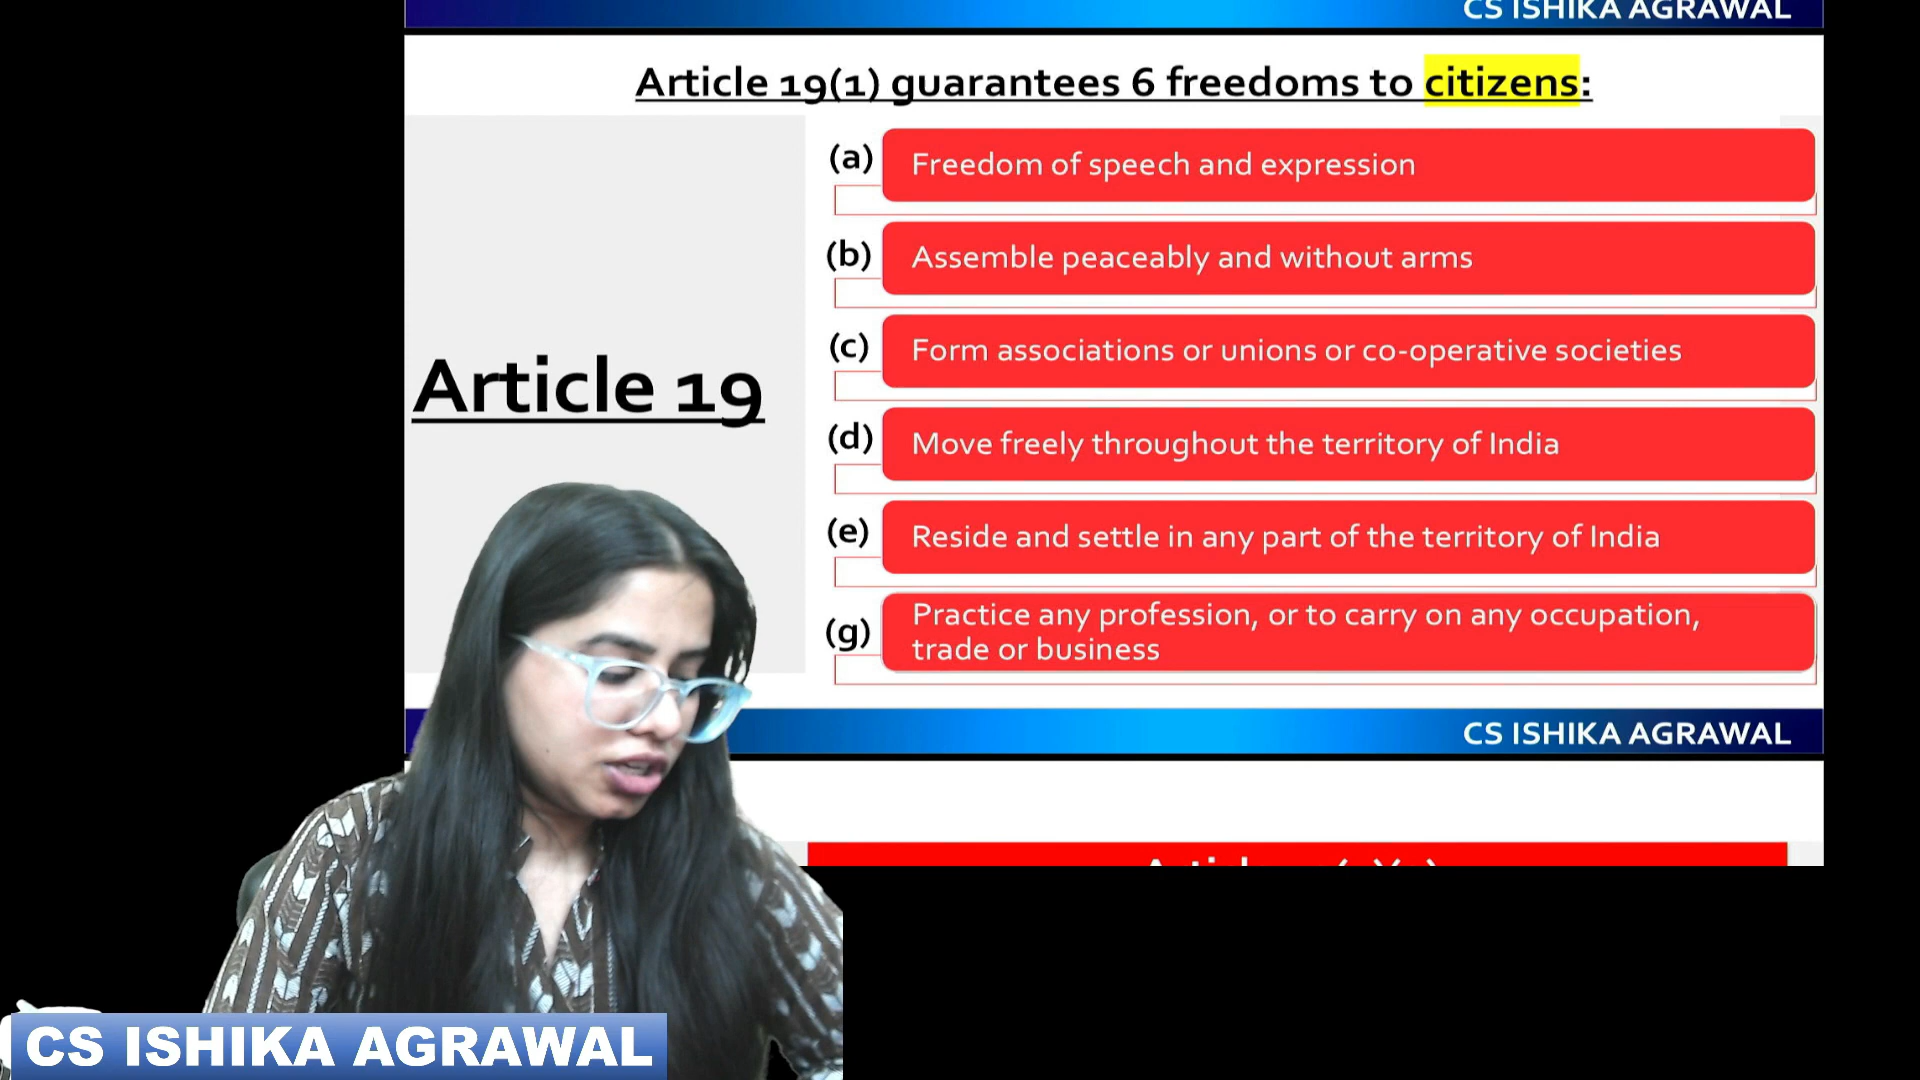 CS ISHIKA AGRAWAL
Article 19(1) guarantees 6 freedoms to citizens:
Article 19
(a) Freedom of speech and expression
(b) Assemble peaceably and without arms
(c) Form associations or unions or co-operative societies
(d) Move freely throughout the territory of India
(e) Reside and settle in any part of the territory of India
(g) Practice any profession, or to carry on any occupation,
trade or business
CS ISHIKA AGRAWAL
CS ISHIKA AGRAWAL